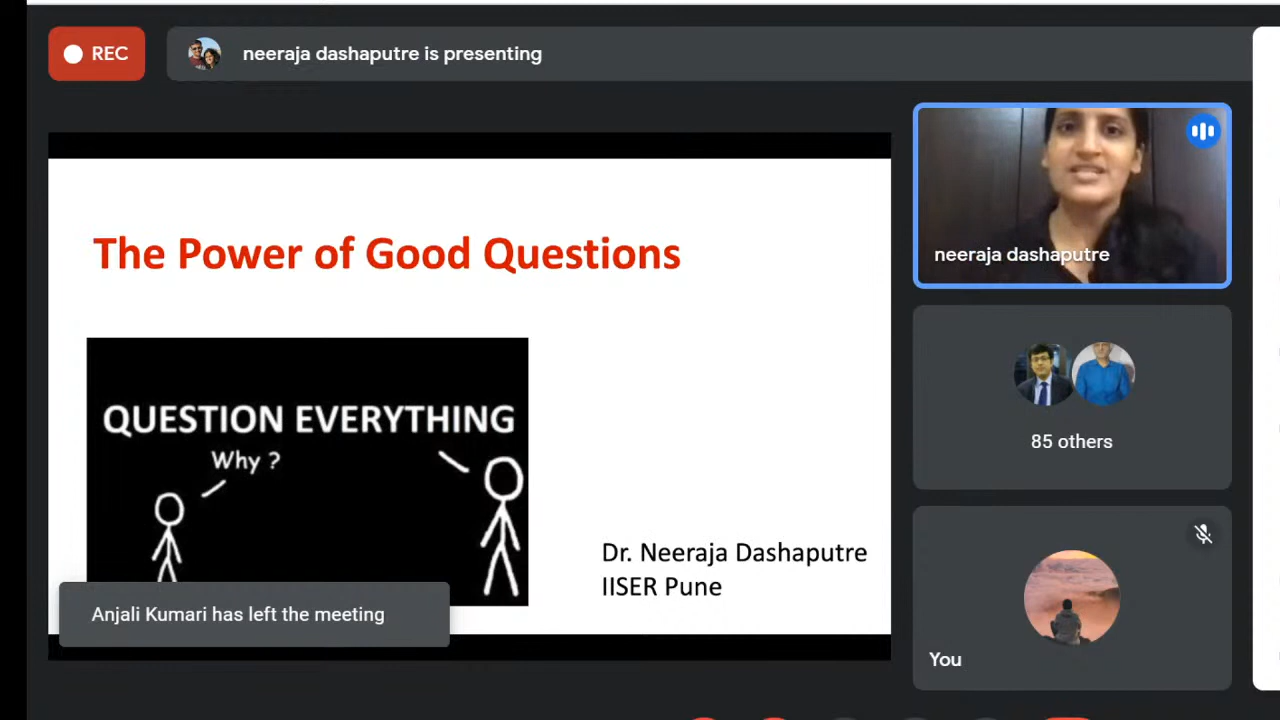 REC
neeraja dashaputre is presenting
The Power of Good Questions
QUESTION EVERYTHING
Why ?
Dr. Neeraja Dashaputre
IISER Pune
Anjali Kumari has left the meeting
neeraja dashaputre
85 others
You